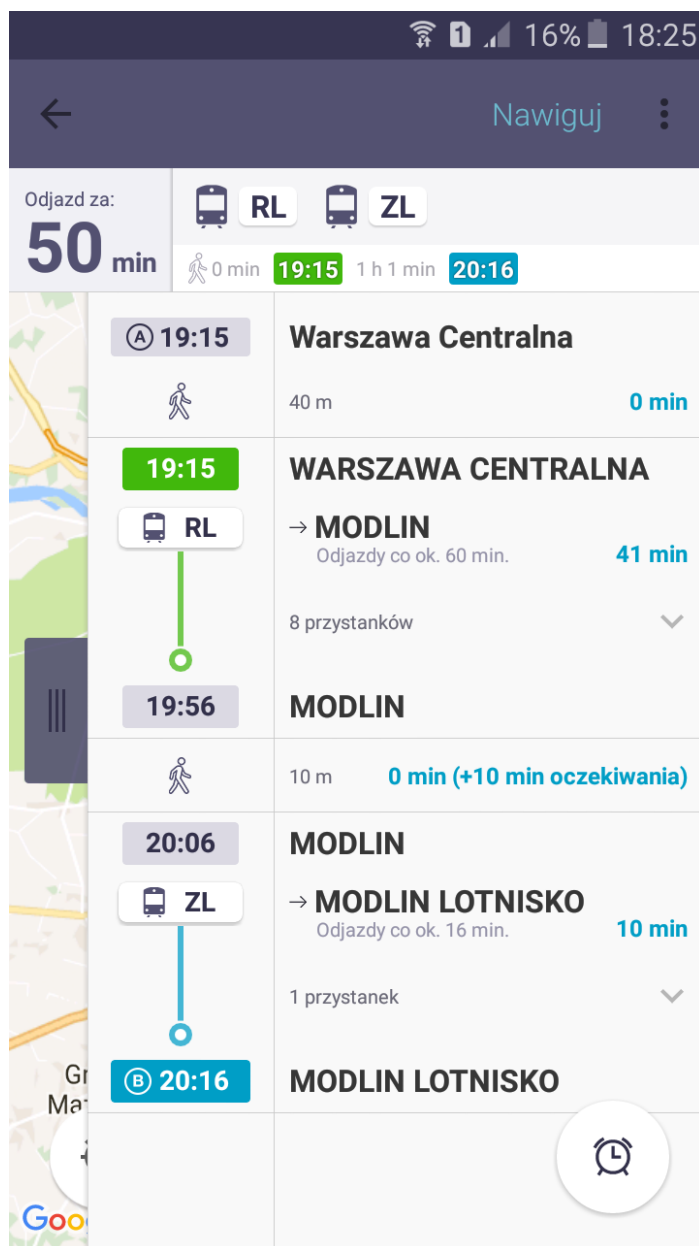 1 16% 18:25
Nawiguj
Odjazd za:
50 min
RL ZL
0 min 19:15 1 h 1 min 20:16
A 19:15 Warszawa Centralna
40 m 0 min
19:15 WARSZAWA CENTRALNA
RL → MODLIN
Odjazdy co ok. 60 min. 41 min
8 przystanków
19:56 MODLIN
10 m 0 min (+10 min oczekiwania)
20:06 MODLIN
ZL → MODLIN LOTNISKO
Odjazdy co ok. 16 min. 10 min
1 przystanek
B 20:16 MODLIN LOTNISKO